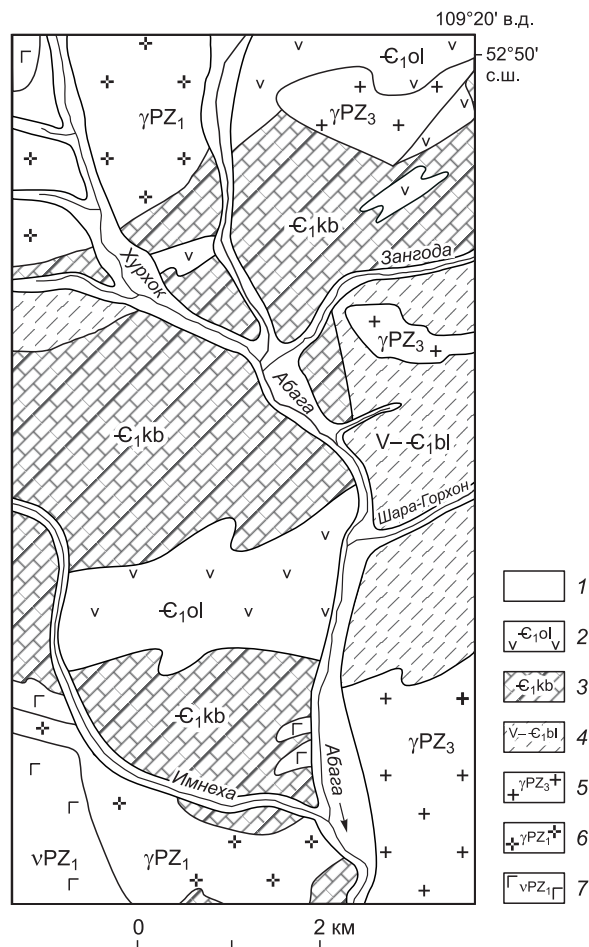 109°20' в.д.
52°50'
с.ш.
Є₁ol
γPZ₁
γPZ₃
Є₁kb
Зангода
Хурхок
γPZ₃
Абага
Є₁kb
V–Є₁bl
Шара-Горхон
Є₁ol
Є₁kb
γPZ₃
Абага
Имнеха
νPZ₁
γPZ₁
1
Є₁ol 2
Є₁kb 3
V–Є₁bl 4
γPZ₃ 5
γPZ₁ 6
νPZ₁ 7
0 2 км